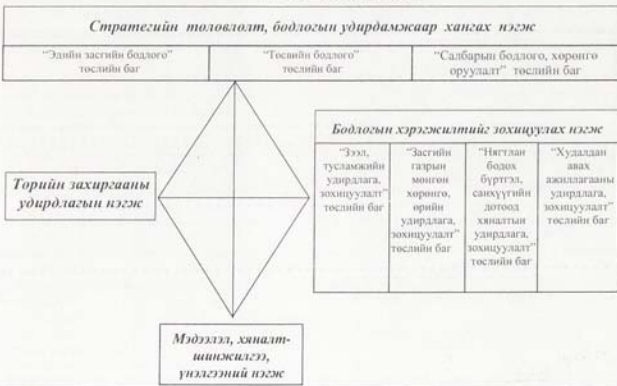 Стратегийн төлөвлөлт, бодлогын удирдамжаар хангах нэгж
“Эдийн засгийн бодлого”
төслийн баг
“Төсвийн бодлого”
төслийн баг
“Салбарын бодлого, хөрөнгө
оруулалт” төслийн баг
Бодлогын хэрэгжилтийг зохицуулах нэгж
“Зээл,
тусламжийн
удирдлага,
зохицуулалт”
төслийн баг
“Засгийн
газрын
мөнгөн
хөрөнгө,
өрийн
удирдлага,
зохицуулалт”
төслийн баг
“Нягтлан
бодох
бүртгэл,
санхүүгийн
дотоод
хяналтын
удирдлага,
зохицуулалт”
төслийн баг
“Худалдан
авах
ажиллагааны
удирдлага,
зохицуулалт”
төслийн баг
Төрийн захиргааны
удирдлагын нэгж
Мэдээлэл, хяналт-
шинжилгээ,
үнэлгээний нэгж